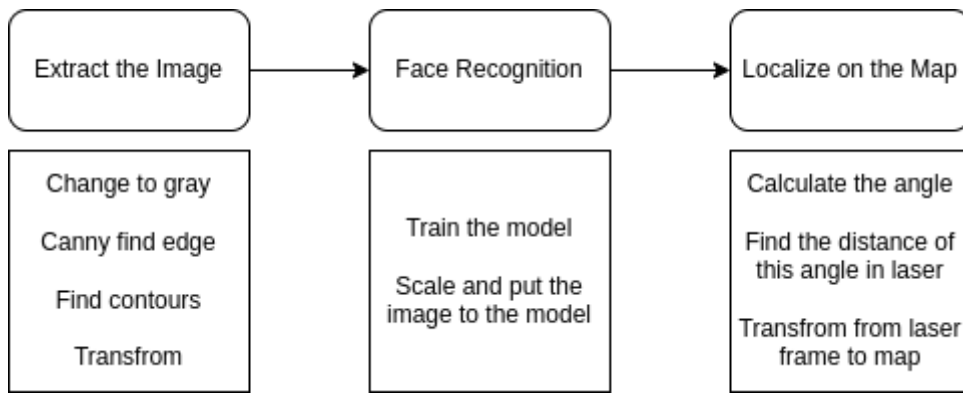 Extract the Image
Face Recognition
Localize on the Map
Change to gray
Canny find edge
Find contours
Transfrom
Train the model
Scale and put the
image to the model
Calculate the angle
Find the distance of
this angle in laser
Transfrom from laser
frame to map